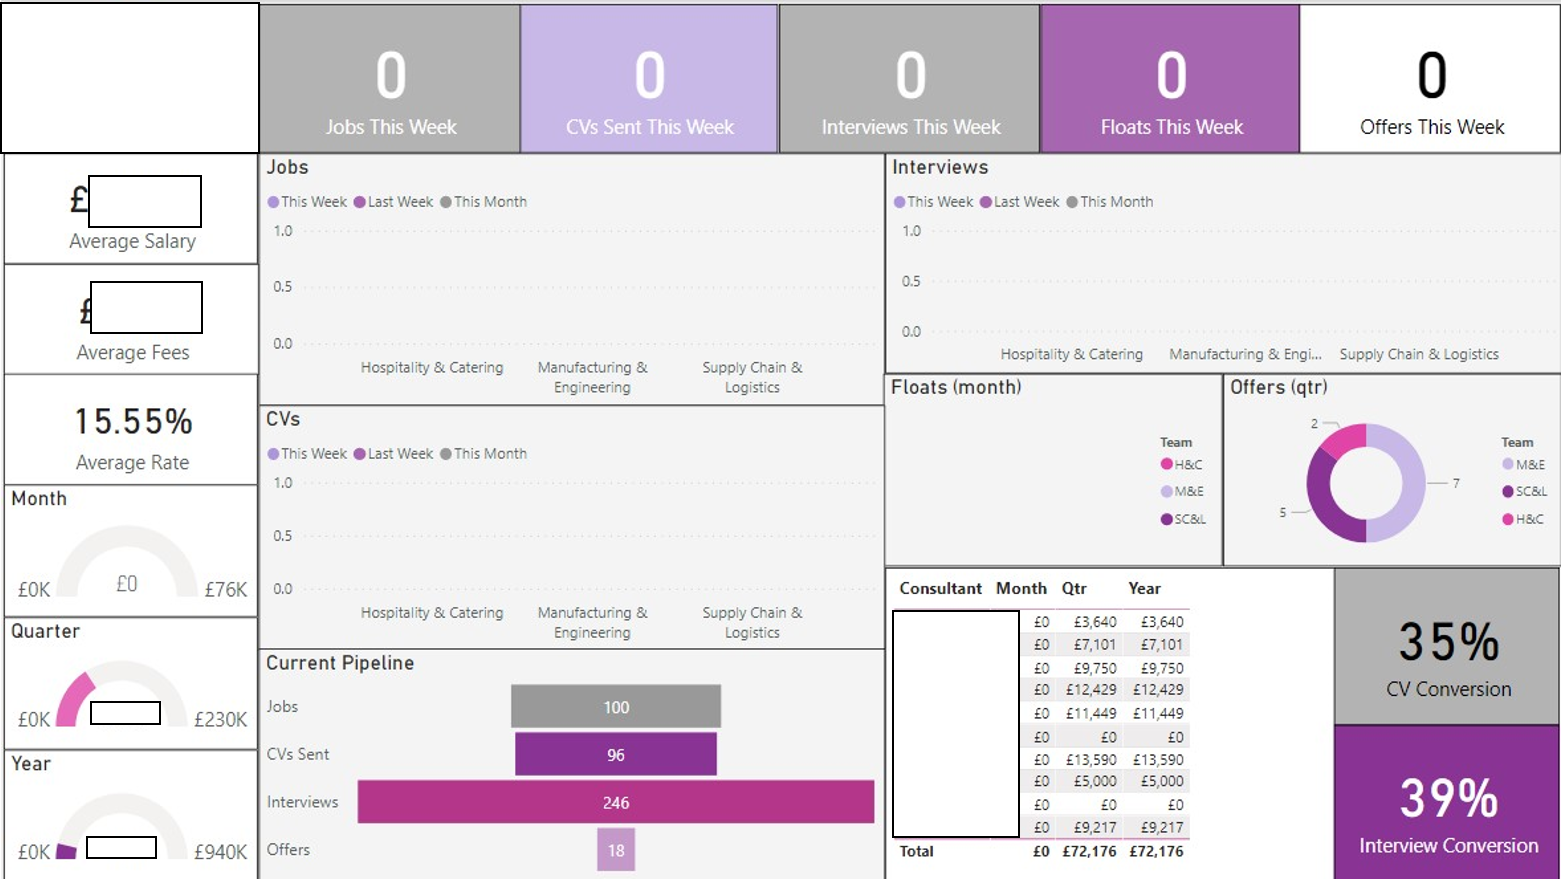 0
Jobs This Week
0
CVs Sent This Week
0
Interviews This Week
0
Floats This Week
0
Offers This Week
£
Average Salary
£
Average Fees
15.55%
Average Rate
Month
£0K
£0
£76K
Quarter
£0K
£230K
Year
£0K
£940K
Jobs
This Week Last Week This Month
1.0
0.5
0.0
Hospitality & Catering
Manufacturing &
Engineering
Supply Chain &
Logistics
CVs
This Week Last Week This Month
1.0
0.5
0.0
Hospitality & Catering
Manufacturing &
Engineering
Supply Chain &
Logistics
Current Pipeline
Jobs 100
CVs Sent 96
Interviews 246
Offers 18
Interviews
This Week Last Week This Month
1.0
0.5
0.0
Hospitality & Catering
Manufacturing & Engi...
Supply Chain & Logistics
Floats (month)
Team
H&C
M&E
SC&L
Offers (qtr)
2
7
5
Team
M&E
SC&L
H&C
Consultant Month Qtr Year
£0 £3,640 £3,640
£0 £7,101 £7,101
£0 £9,750 £9,750
£0 £12,429 £12,429
£0 £11,449 £11,449
£0 £0 £0
£0 £13,590 £13,590
£0 £5,000 £5,000
£0 £0 £0
£0 £9,217 £9,217
Total £0 £72,176 £72,176
35%
CV Conversion
39%
Interview Conversion